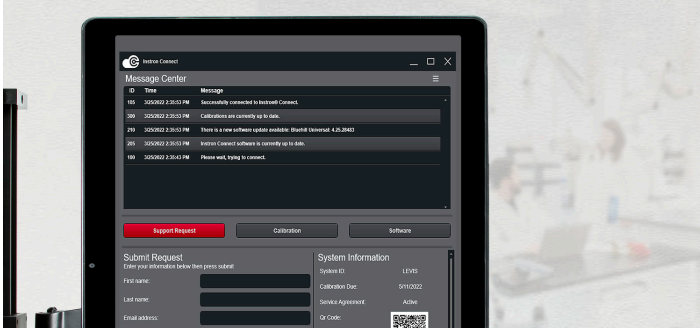 Instron Connect
Message Center
ID Time Message
105 3/25/2022 2:35:53 PM Successfully connected to Instron® Connect.
300 3/25/2022 2:35:53 PM Calibrations are currently up to date.
210 3/25/2022 2:35:53 PM There is a new software update available: Bluehill Universal: 4.25.28483
205 3/25/2022 2:35:53 PM Instron Connect software is currently up to date.
100 3/25/2022 2:35:43 PM Please wait, trying to connect.
Support Request Calibration Software
Submit Request System Information
Enter your information below then press submit
System ID: LEVIS
First name:
Calibration Due: 5/11/2022
Last name:
Service Agreement: Active
Email address:
Qr Code: